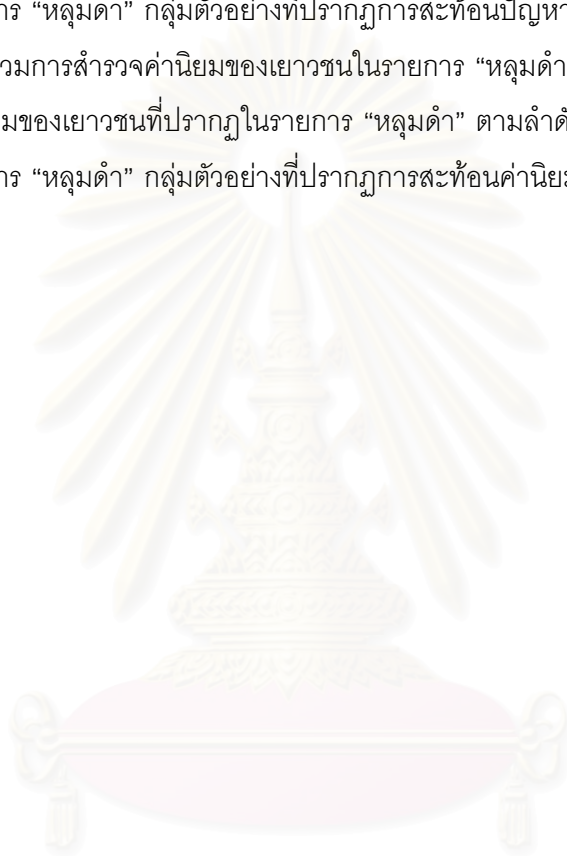 การ “หลุมดำ” กลุ่มตัวอย่างที่ปรากฏการสะท้อนปัญหา
วมการสำรวจค่านิยมของเยาวชนในรายการ “หลุมดำ
มของเยาวชนที่ปรากฏในรายการ “หลุมดำ” ตามลำดับ
การ “หลุมดำ” กลุ่มตัวอย่างที่ปรากฏการสะท้อนค่านิยม